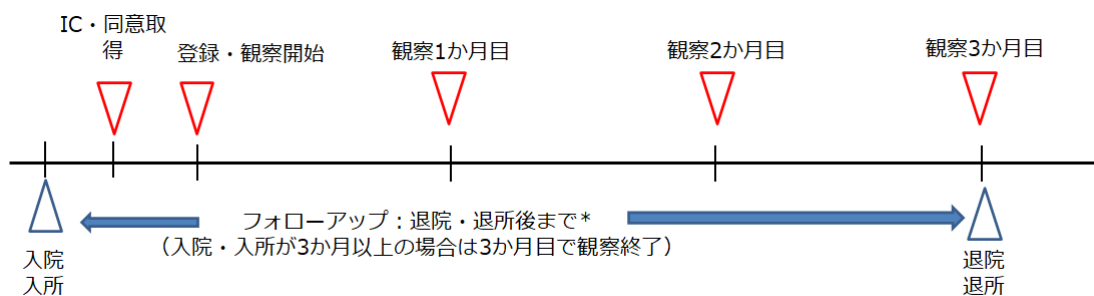 IC・同意取
得
登録・観察開始
観察1か月目
観察2か月目
観察3か月目
フォローアップ：退院・退所後まで*
（入院・入所が3か月以上の場合は3か月目で観察終了）
入院
入所
退院
退所